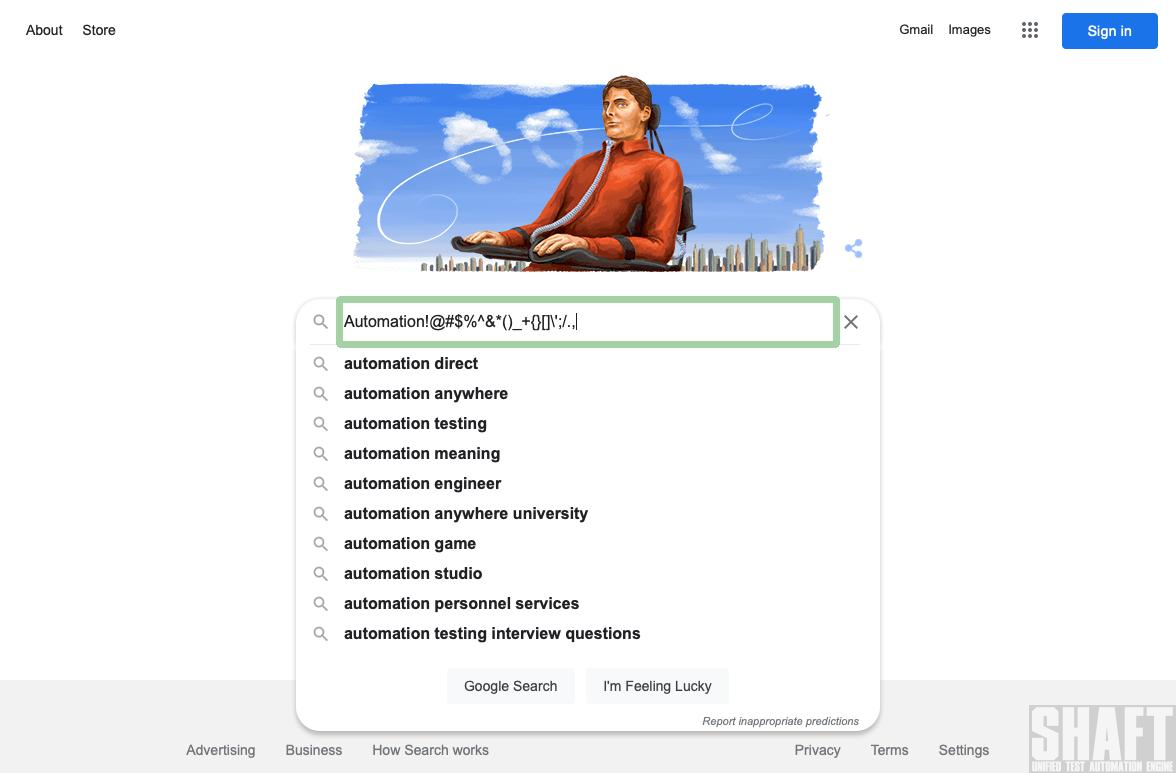 About Store Gmail Images Sign in
Automation!@#$%^&*()_+{}[]\';/.,
automation direct
automation anywhere
automation testing
automation meaning
automation engineer
automation anywhere university
automation game
automation studio
automation personnel services
automation testing interview questions
Google Search I'm Feeling Lucky
Report inappropriate predictions
Advertising Business How Search works Privacy Terms Settings
SHAFT
UNIFIED TEST AUTOMATION ENGINE